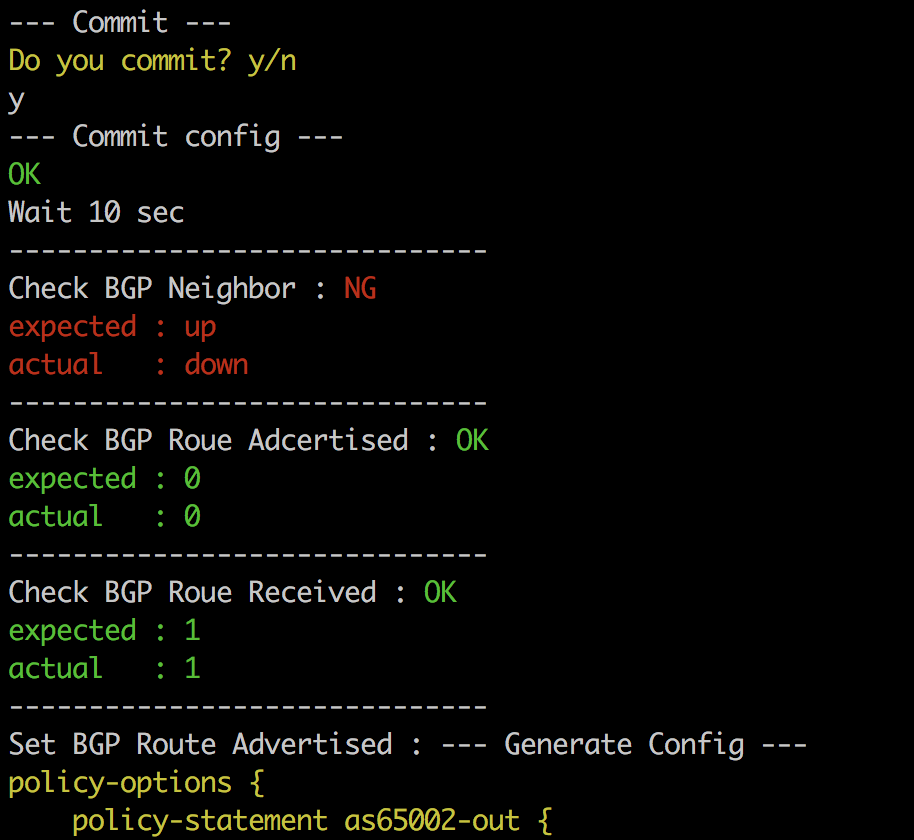 --- Commit ---
Do you commit? y/n
y
--- Commit config ---
OK
Wait 10 sec
------------------------------
Check BGP Neighbor : NG
expected : up
actual   : down
------------------------------
Check BGP Roue Adcertised : OK
expected : 0
actual   : 0
------------------------------
Check BGP Roue Received : OK
expected : 1
actual   : 1
------------------------------
Set BGP Route Advertised : --- Generate Config ---
policy-options {
    policy-statement as65002-out {